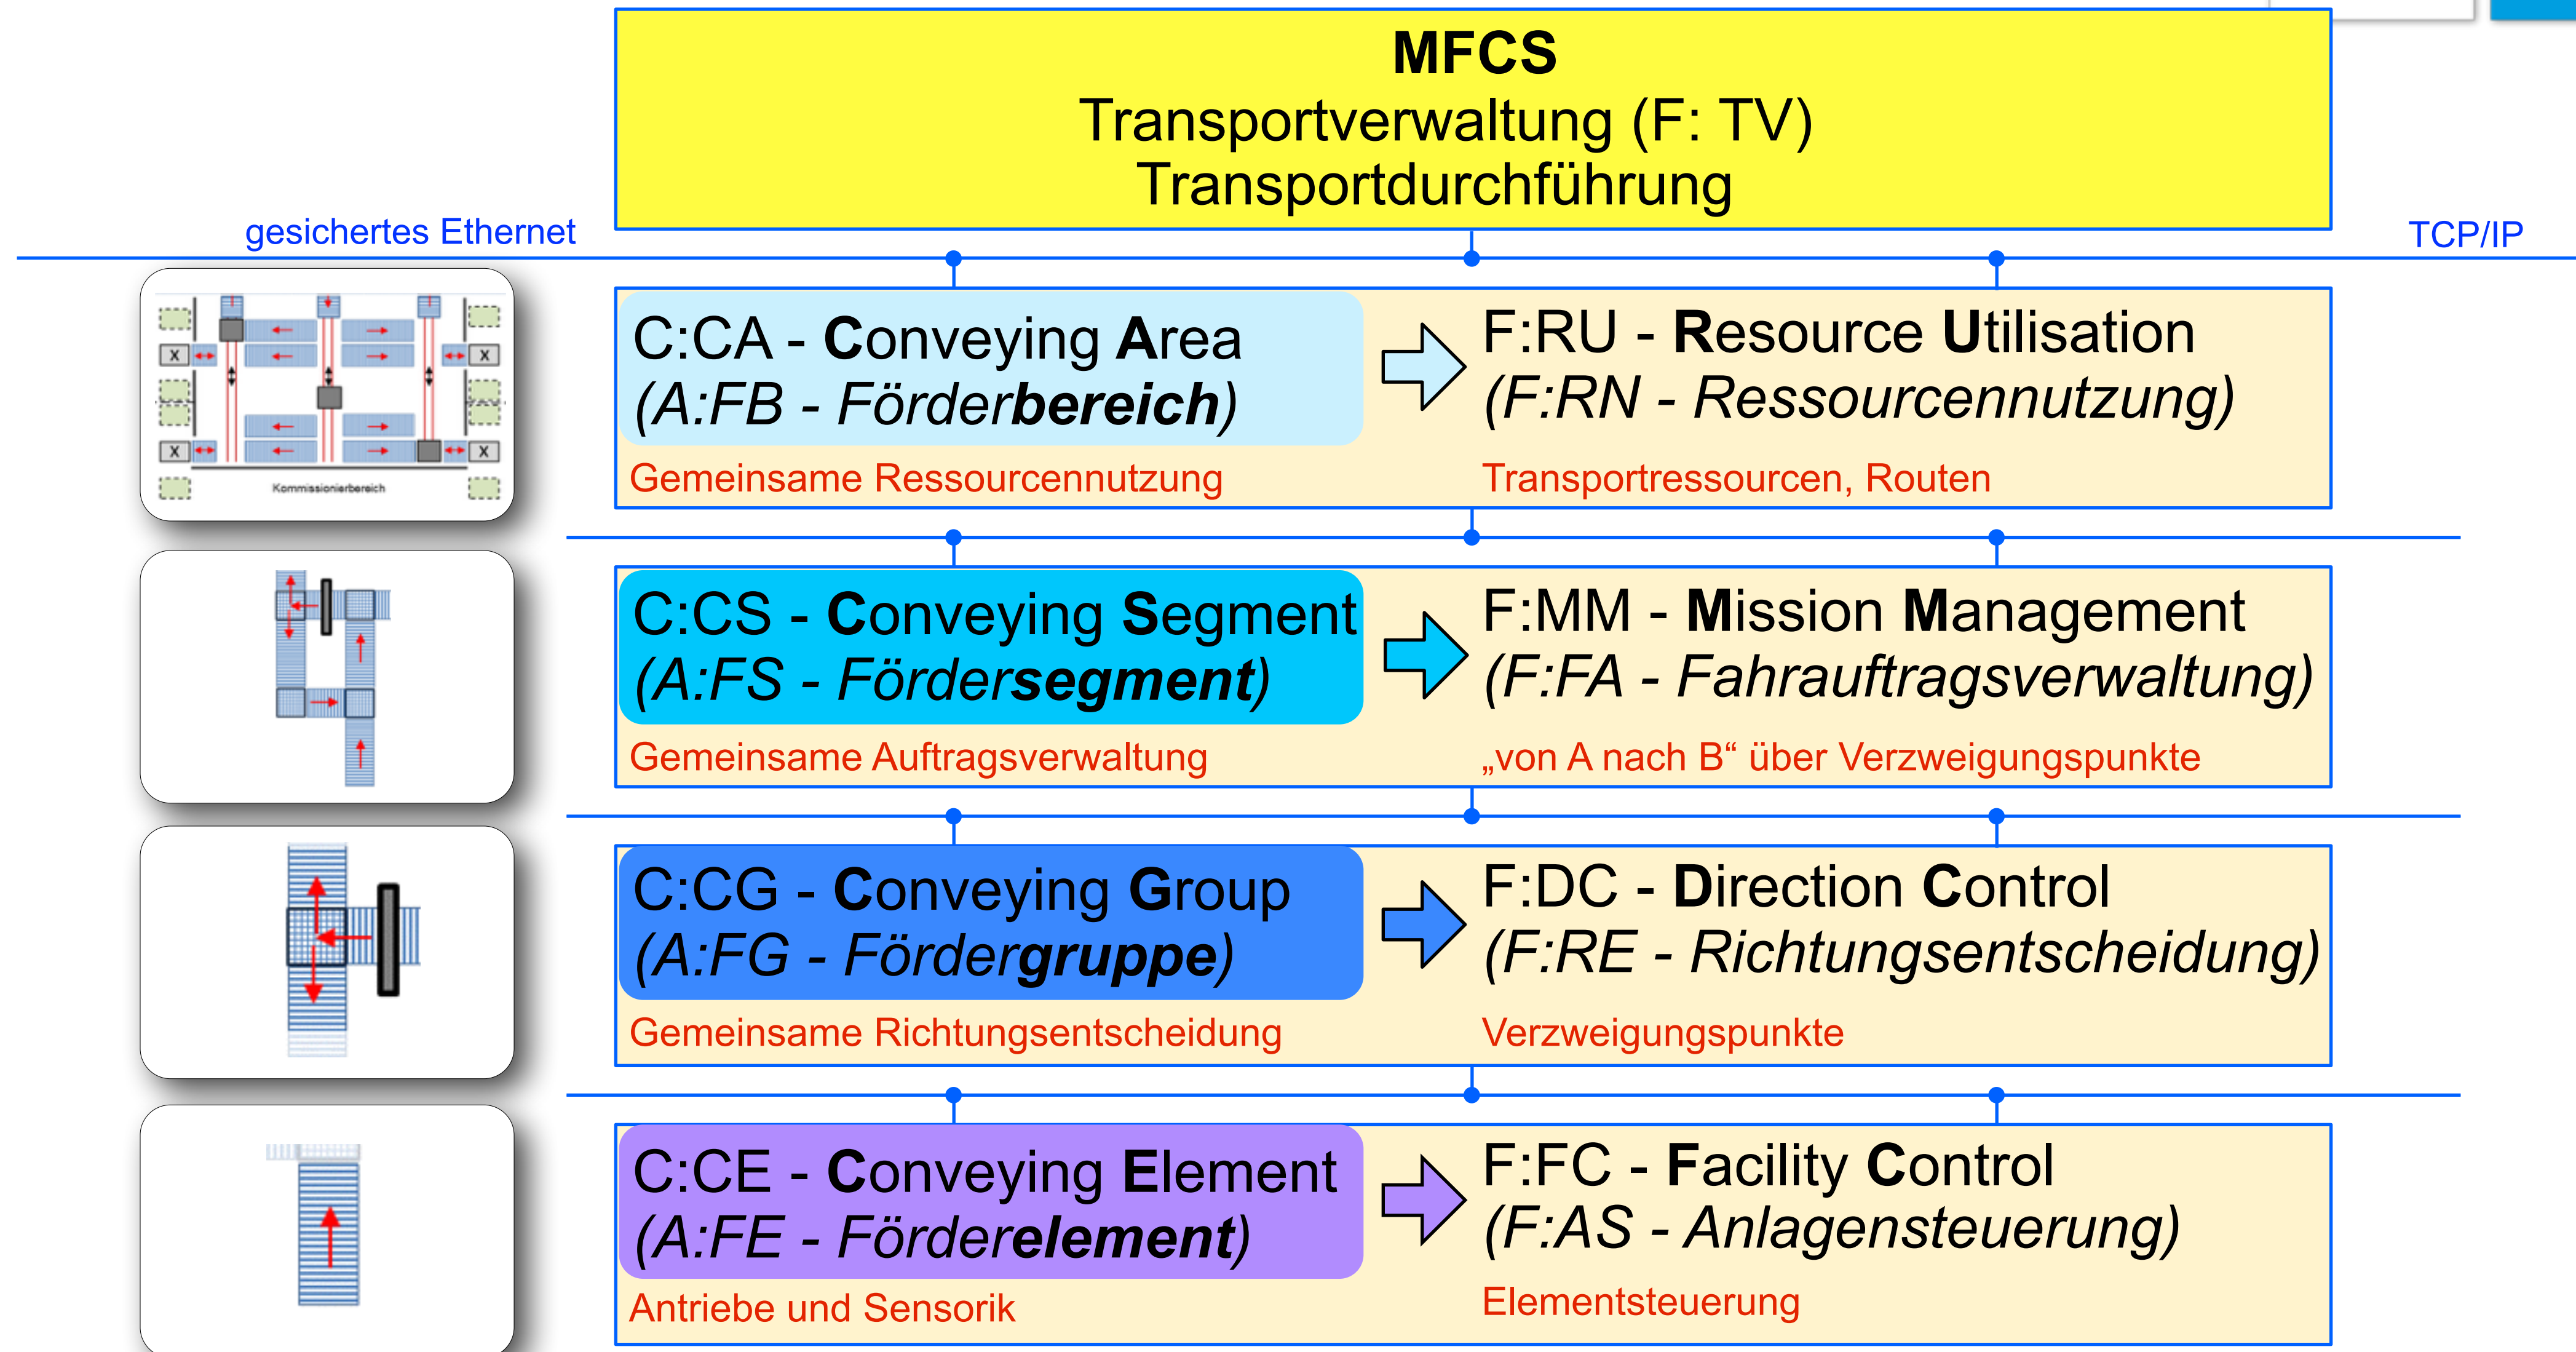 MFCS
Transportverwaltung (F: TV)
Transportdurchführung
gesichertes Ethernet
TCP/IP
X
X
X
X
Kommissionierbereich
C:CA - Conveying Area
(A:FB - Förderbereich)
Gemeinsame Ressourcennutzung
F:RU - Resource Utilisation
(F:RN - Ressourcennutzung)
Transportressourcen, Routen
C:CS - Conveying Segment
(A:FS - Fördersegment)
Gemeinsame Auftragsverwaltung
F:MM - Mission Management
(F:FA - Fahrauftragsverwaltung)
„von A nach B“ über Verzweigungspunkte
C:CG - Conveying Group
(A:FG - Fördergruppe)
Gemeinsame Richtungsentscheidung
F:DC - Direction Control
(F:RE - Richtungsentscheidung)
Verzweigungspunkte
C:CE - Conveying Element
(A:FE - Förderelement)
Antriebe und Sensorik
F:FC - Facility Control
(F:AS - Anlagensteuerung)
Elementsteuerung